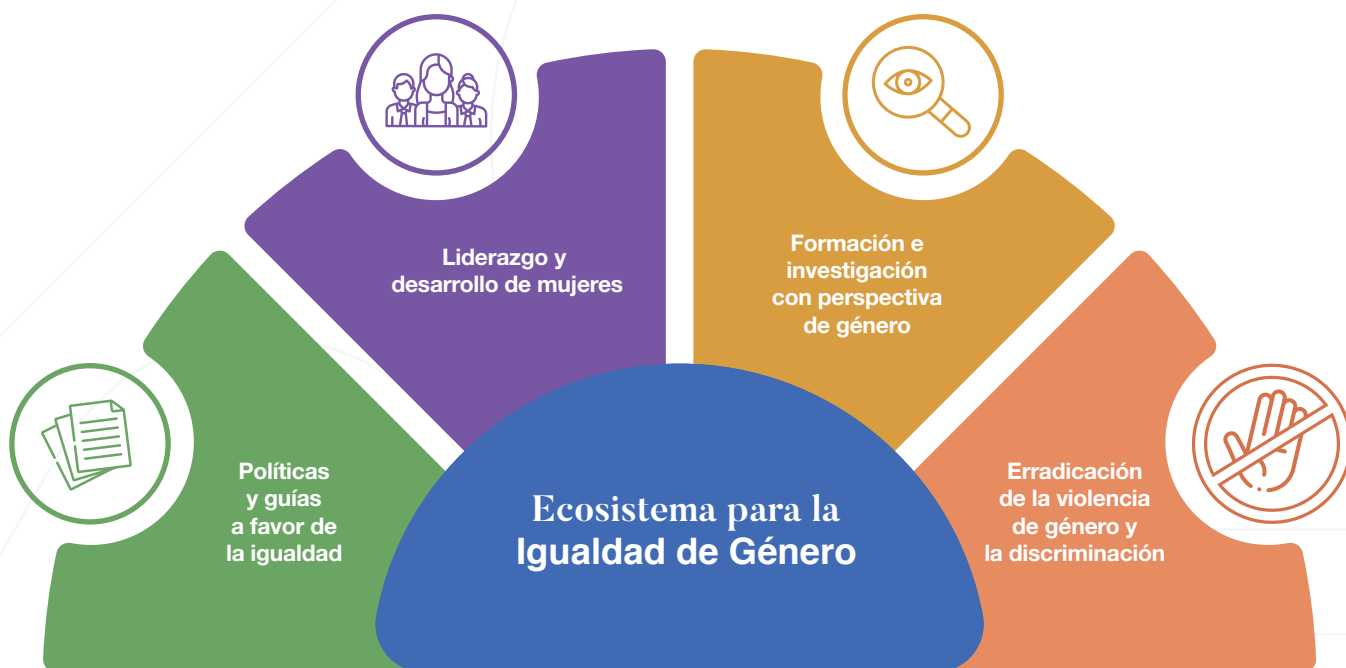 Liderazgo y
desarrollo de mujeres
Formación e
investigación
con perspectiva
de género
Políticas
y guías
a favor de
la igualdad
Ecosistema para la
Igualdad de Género
Erradicación
de la violencia
de género y
la discriminación